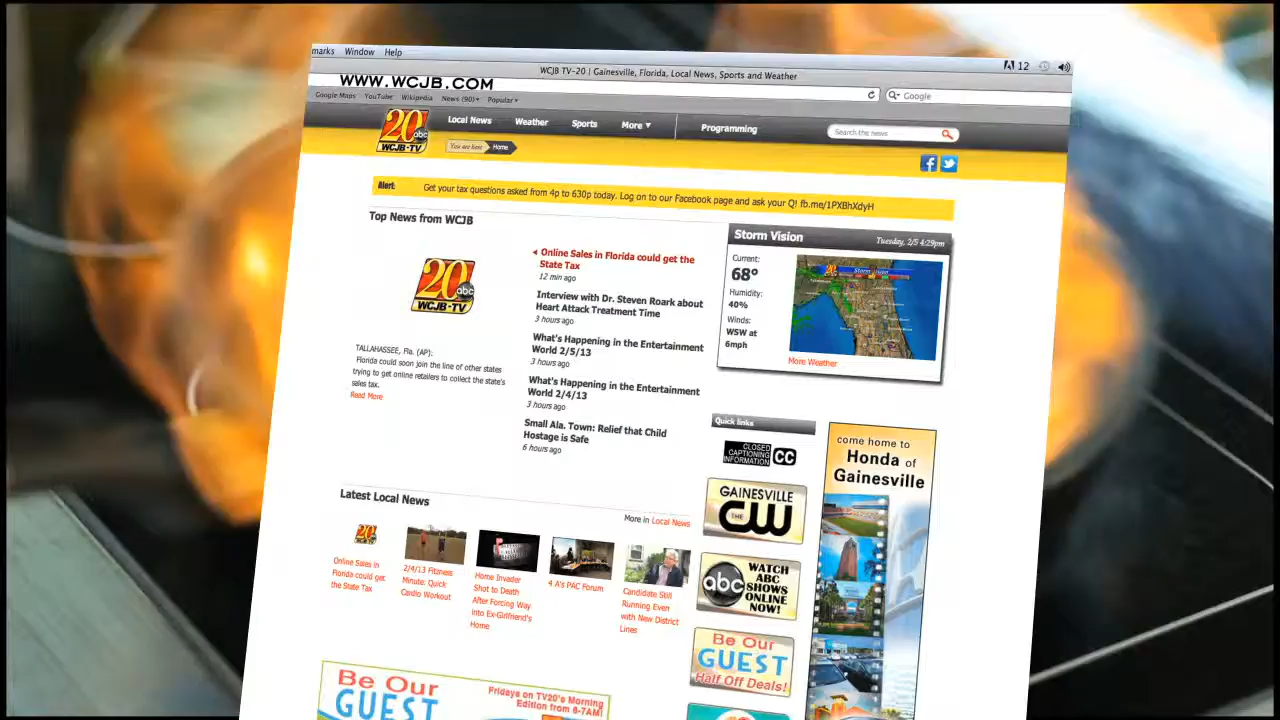 marks Window Help
12
WCJB TV-20 | Gainesville, Florida, Local News, Sports and Weather
WWW.WCJB.COM
Google
Google Maps YouTube Wikipedia News (90) Popular
20 abc
WCJB-TV
Local News Weather Sports More Programming
Search the news
You are here: Home
Alert:
Get your tax questions asked from 4p to 630p today. Log on to our Facebook page and ask your Q! fb.me/1PXBhXdyH
Top News from WCJB
20 abc
WCJB-TV
TALLAHASSEE, Fla. (AP):
Florida could soon join the line of other states
trying to get online retailers to collect the state's
sales tax.
Read More
Online Sales in Florida could get the
State Tax
12 min ago
Interview with Dr. Steven Roark about
Heart Attack Treatment Time
3 hours ago
What's Happening in the Entertainment
World 2/5/13
3 hours ago
What's Happening in the Entertainment
World 2/4/13
3 hours ago
Small Ala. Town: Relief that Child
Hostage is Safe
6 hours ago
Storm Vision
Tuesday, 2/5 4:29pm
Current:
68°
Humidity:
40%
Winds:
WSW at
6mph
Storm Vision
More Weather
Quick links
CLOSED
CAPTIONING
INFORMATION CC
GAINESVILLE
THE CW
abc WATCH
ABC
SHOWS
ONLINE
NOW!
Be Our
GUEST
Half Off Deals!
come home to
Honda of
Gainesville
Latest Local News
More in Local News
20
Online Sales in
Florida could get
the State Tax
2/4/13 Fitness
Minute: Quick
Cardio Workout
Home Invader
Shot to Death
After Forcing Way
into Ex-Girlfriend's
Home
4 A's PAC Forum
Candidate Still
Running Even
with New District
Lines
Be Our
GUEST
Fridays on TV20's Morning
Edition from 6-7AM!